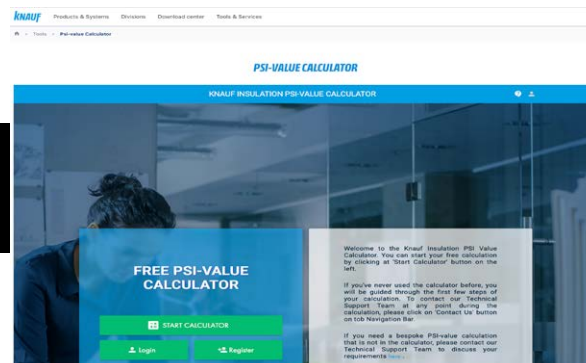 KNAUF Products & Systems Divisions Download center Tools & Services
Tools Psi-value Calculator
PSI-VALUE CALCULATOR
KNAUF INSULATION PSI-VALUE CALCULATOR
FREE PSI-VALUE
CALCULATOR
START CALCULATOR
Login Register
Welcome to the Knauf Insulation PSI Value
Calculator. You can start your free calculation
by clicking at 'Start Calculator' button on the
left.
If you've never used the calculator before, you
will be guided through the first few steps of
your calculation. To contact our Technical
Support Team at any point during the
calculation, please click on 'Contact Us' button
on tob Navigation Bar.
If you need a bespoke PSI-value calculation
that is not in the calculator, please contact our
Technical Support Team to discuss your
requirements here.